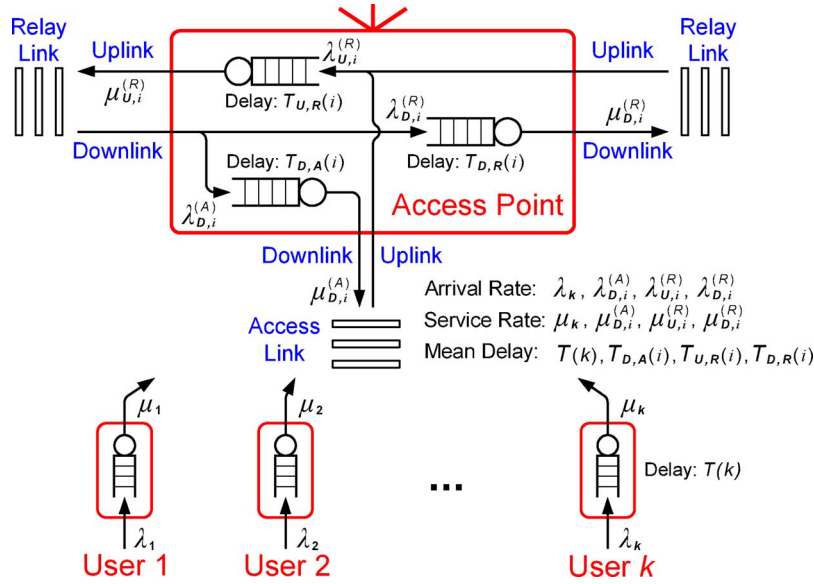 Relay Link
Uplink
μ_{U,i}^{(R)}
Downlink
λ_{U,i}^{(R)}
Delay: T_{U,R}(i)
λ_{D,i}^{(R)}
Delay: T_{D,A}(i)
Delay: T_{D,R}(i)
λ_{D,i}^{(A)}
Access Point
Uplink
Relay Link
μ_{D,i}^{(R)}
Downlink
Downlink
Uplink
μ_{D,i}^{(A)}
Access Link
Arrival Rate: λ_k, λ_{D,i}^{(A)}, λ_{U,i}^{(R)}, λ_{D,i}^{(R)}
Service Rate: μ_k, μ_{D,i}^{(A)}, μ_{U,i}^{(R)}, μ_{D,i}^{(R)}
Mean Delay: T(k), T_{D,A}(i), T_{U,R}(i), T_{D,R}(i)
μ_1
μ_2
μ_k
...
Delay: T(k)
λ_1
λ_2
λ_k
User 1
User 2
User k